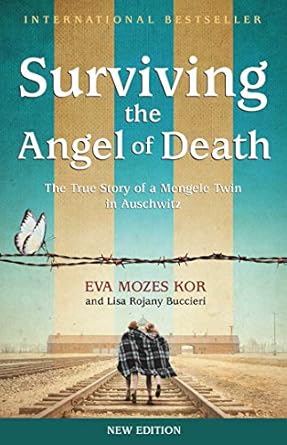 INTERNATIONAL BESTSELLER
Surviving
the
Angel of Death
The True Story of a Mengele Twin
in Auschwitz
EVA MOZES KOR
and Lisa Rojany Buccieri
NEW EDITION